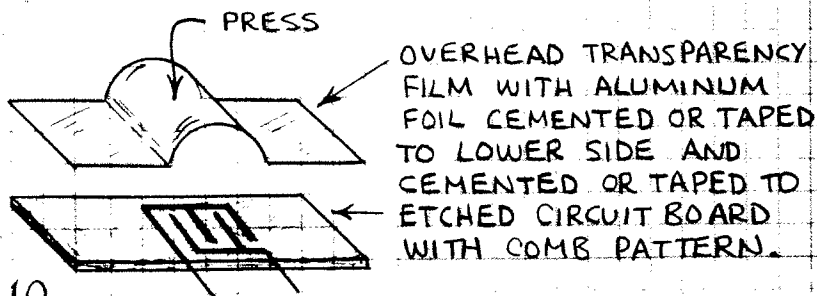 PRESS
OVERHEAD TRANSPARENCY
FILM WITH ALUMINUM
FOIL CEMENTED OR TAPED
TO LOWER SIDE AND
CEMENTED OR TAPED TO
ETCHED CIRCUIT BOARD
WITH COMB PATTERN.